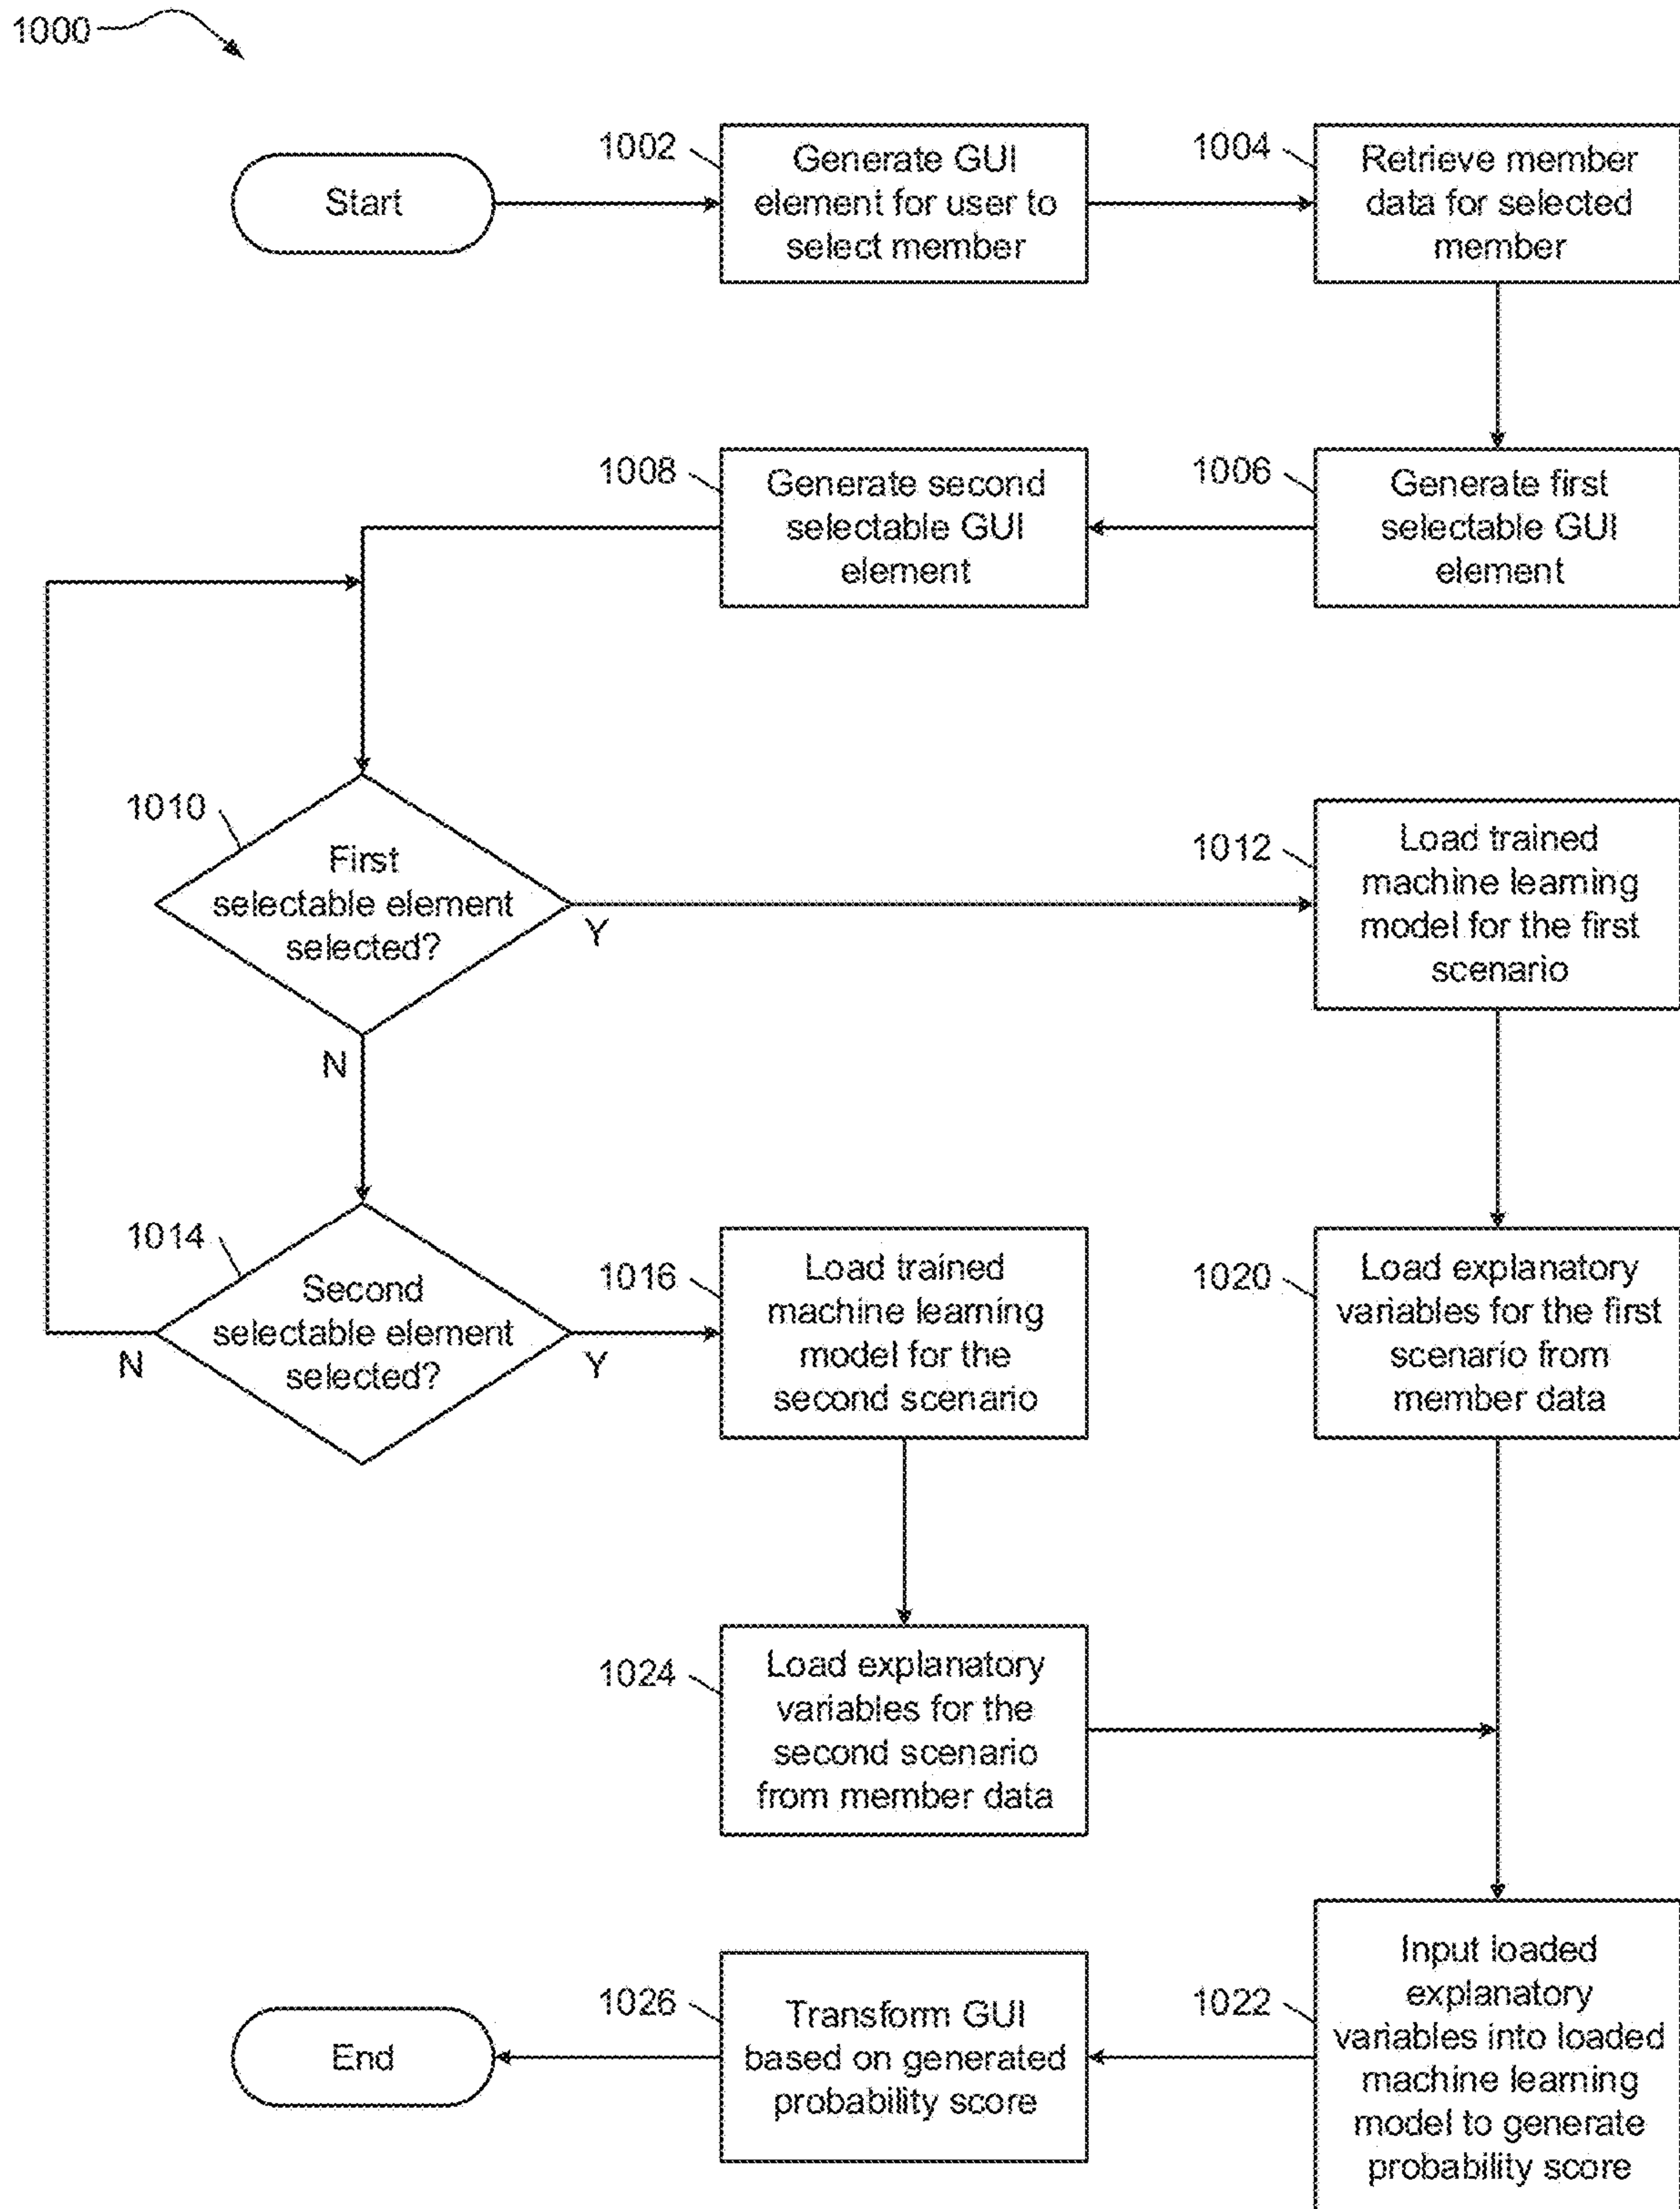 1000
Start
1002
Generate GUI
element for user to
select member
1004
Retrieve member
data for selected
member
1008
Generate second
selectable GUI
element
1006
Generate first
selectable GUI
element
1010
First
selectable element
selected?
Y
N
1012
Load trained
machine learning
model for the first
scenario
1014
Second
selectable element
selected?
N
Y
1016
Load trained
machine learning
model for the
second scenario
1020
Load explanatory
variables for the first
scenario from
member data
1024
Load explanatory
variables for the
second scenario
from member data
End
1026
Transform GUI
based on generated
probability score
1022
Input loaded
explanatory
variables into loaded
machine learning
model to generate
probability score